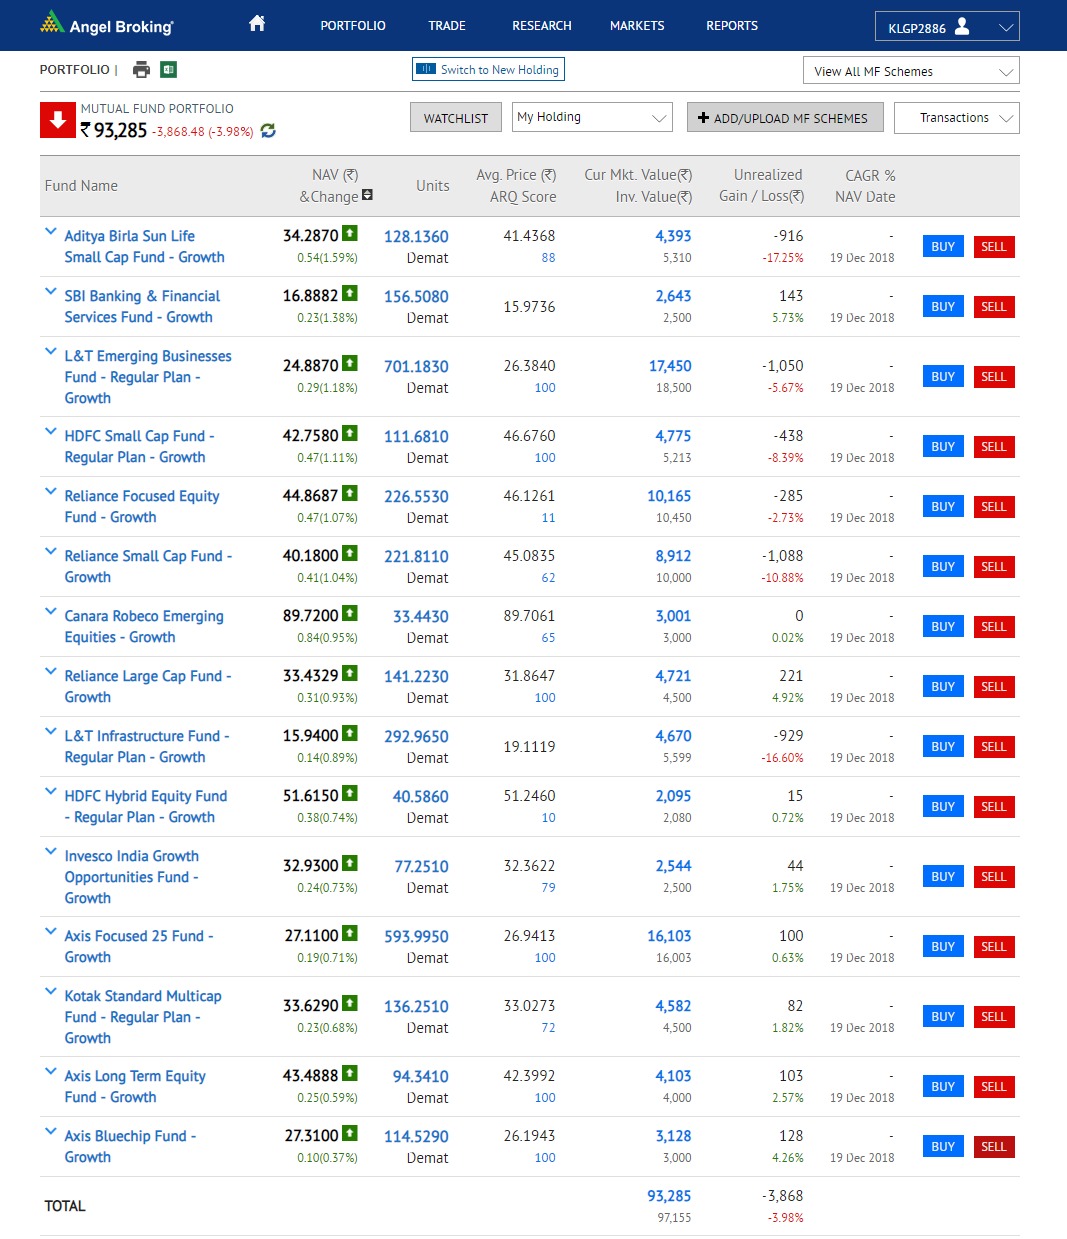 Angel Broking
PORTFOLIO TRADE RESEARCH MARKETS REPORTS KLGP2886
PORTFOLIO | Switch to New Holding View All MF Schemes
MUTUAL FUND PORTFOLIO
₹ 93,285 -3,868.48 (-3.98%) WATCHLIST My Holding + ADD/UPLOAD MF SCHEMES Transactions
Fund Name NAV (₹) &Change Units Avg. Price (₹) ARQ Score Cur Mkt. Value(₹) Inv. Value(₹) Unrealized Gain / Loss(₹) CAGR % NAV Date
Aditya Birla Sun Life 34.2870 128.1360 41.4368 4,393 -916 -
Small Cap Fund - Growth 0.54(1.59%) Demat 88 5,310 -17.25% 19 Dec 2018 BUY SELL
SBI Banking & Financial 16.8882 156.5080 15.9736 2,643 143 -
Services Fund - Growth 0.23(1.38%) Demat 2,500 5.73% 19 Dec 2018 BUY SELL
L&T Emerging Businesses
Fund - Regular Plan - 24.8870 701.1830 26.3840 17,450 -1,050 -
Growth 0.29(1.18%) Demat 100 18,500 -5.67% 19 Dec 2018 BUY SELL
HDFC Small Cap Fund - 42.7580 111.6810 46.6760 4,775 -438 -
Regular Plan - Growth 0.47(1.11%) Demat 100 5,213 -8.39% 19 Dec 2018 BUY SELL
Reliance Focused Equity 44.8687 226.5530 46.1261 10,165 -285 -
Fund - Growth 0.47(1.07%) Demat 11 10,450 -2.73% 19 Dec 2018 BUY SELL
Reliance Small Cap Fund - 40.1800 221.8110 45.0835 8,912 -1,088 -
Growth 0.41(1.04%) Demat 62 10,000 -10.88% 19 Dec 2018 BUY SELL
Canara Robeco Emerging 89.7200 33.4430 89.7061 3,001 0 -
Equities - Growth 0.84(0.95%) Demat 65 3,000 0.02% 19 Dec 2018 BUY SELL
Reliance Large Cap Fund - 33.4329 141.2230 31.8647 4,721 221 -
Growth 0.31(0.93%) Demat 100 4,500 4.92% 19 Dec 2018 BUY SELL
L&T Infrastructure Fund - 15.9400 292.9650 19.1119 4,670 -929 -
Regular Plan - Growth 0.14(0.89%) Demat 5,599 -16.60% 19 Dec 2018 BUY SELL
HDFC Hybrid Equity Fund 51.6150 40.5860 51.2460 2,095 15 -
- Regular Plan - Growth 0.38(0.74%) Demat 10 2,080 0.72% 19 Dec 2018 BUY SELL
Invesco India Growth
Opportunities Fund - 32.9300 77.2510 32.3622 2,544 44 -
Growth 0.24(0.73%) Demat 79 2,500 1.75% 19 Dec 2018 BUY SELL
Axis Focused 25 Fund - 27.1100 593.9950 26.9413 16,103 100 -
Growth 0.19(0.71%) Demat 100 16,003 0.63% 19 Dec 2018 BUY SELL
Kotak Standard Multicap
Fund - Regular Plan - 33.6290 136.2510 33.0273 4,582 82 -
Growth 0.23(0.68%) Demat 72 4,500 1.82% 19 Dec 2018 BUY SELL
Axis Long Term Equity 43.4888 94.3410 42.3992 4,103 103 -
Fund - Growth 0.25(0.59%) Demat 100 4,000 2.57% 19 Dec 2018 BUY SELL
Axis Bluechip Fund - 27.3100 114.5290 26.1943 3,128 128 -
Growth 0.10(0.37%) Demat 100 3,000 4.26% 19 Dec 2018 BUY SELL
TOTAL 93,285 -3,868
97,155 -3.98%